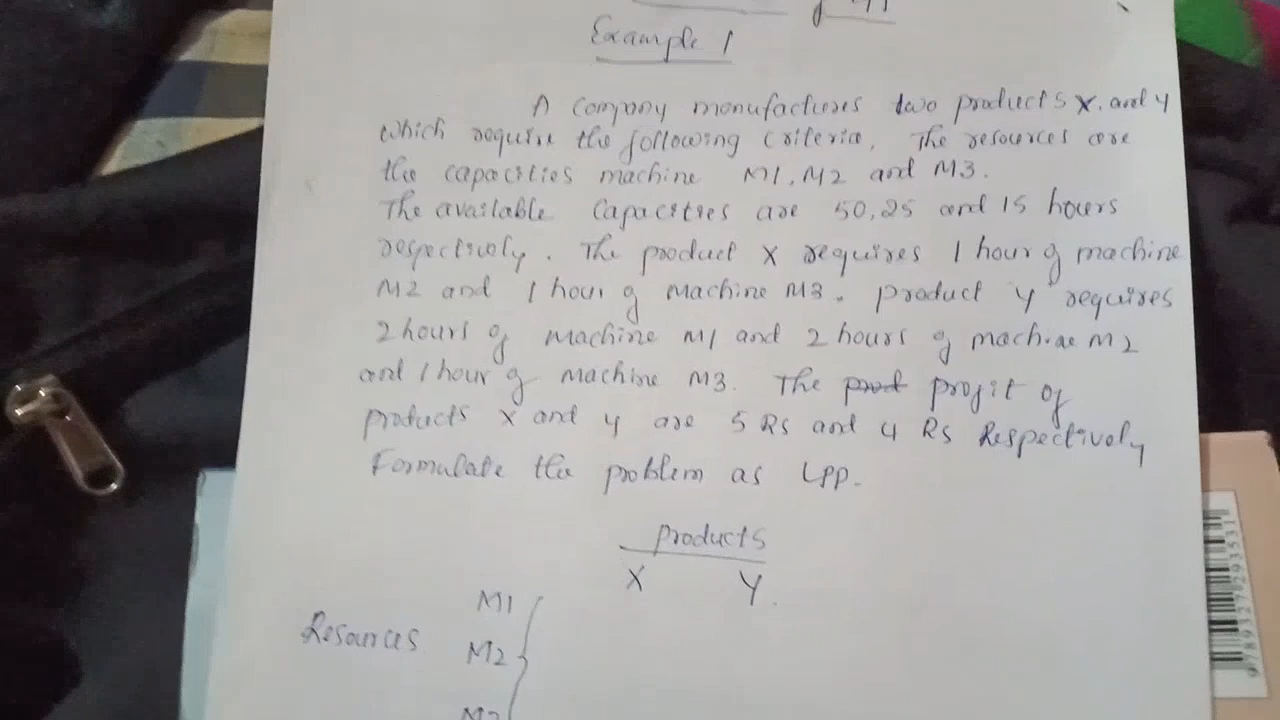 Example 1
A company manufactures two products X and Y
which require the following criteria, The resources are
the capacities machine M1, M2 and M3.
The available capacities are 50, 25 and 15 hours
respectively. The product X requires 1 hour of machine
M2 and 1 hour of machine M3. product Y requires
2 hours of machine M1 and 2 hours of machine M2
and 1 hour of machine M3. The prod profit of
products X and Y are 5 Rs and 4 Rs Respectively
Formulate the problem as LPP.
products
X Y.
M1
Resources
M2
M3
9789327293531